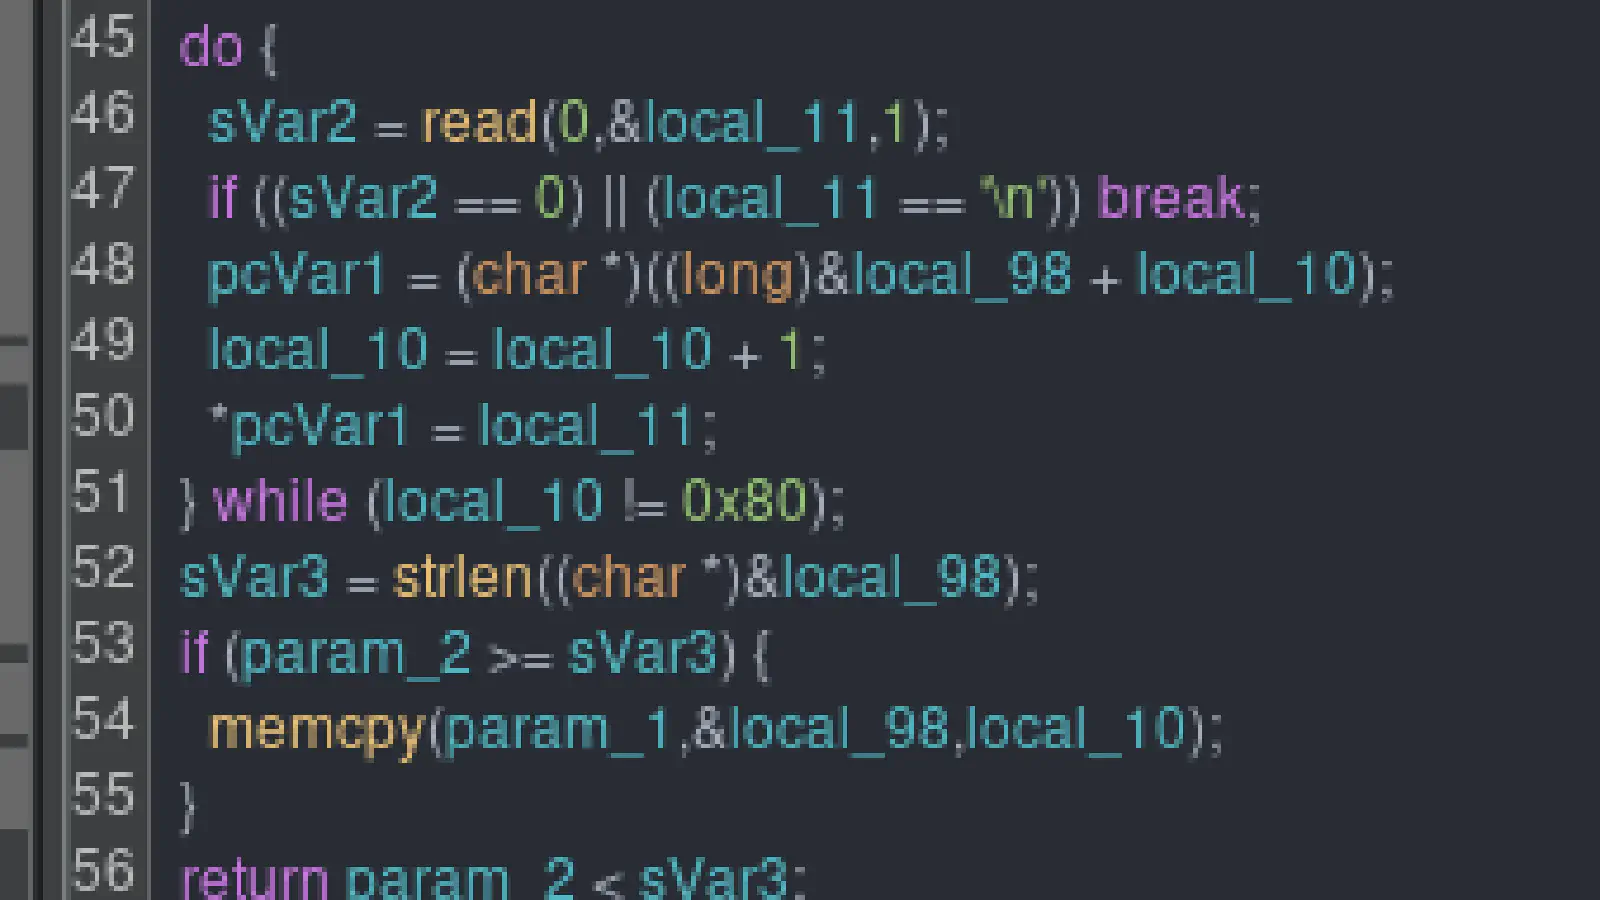 45 do {
46 sVar2 = read(0,&local_11,1);
47 if ((sVar2 == 0) || (local_11 == '\n')) break;
48 pcVar1 = (char *)((long)&local_98 + local_10);
49 local_10 = local_10 + 1;
50 *pcVar1 = local_11;
51 } while (local_10 != 0x80);
52 sVar3 = strlen((char *)&local_98);
53 if (param_2 >= sVar3) {
54 memcpy(param_1,&local_98,local_10);
55 }
56 return param_2 < sVar3;